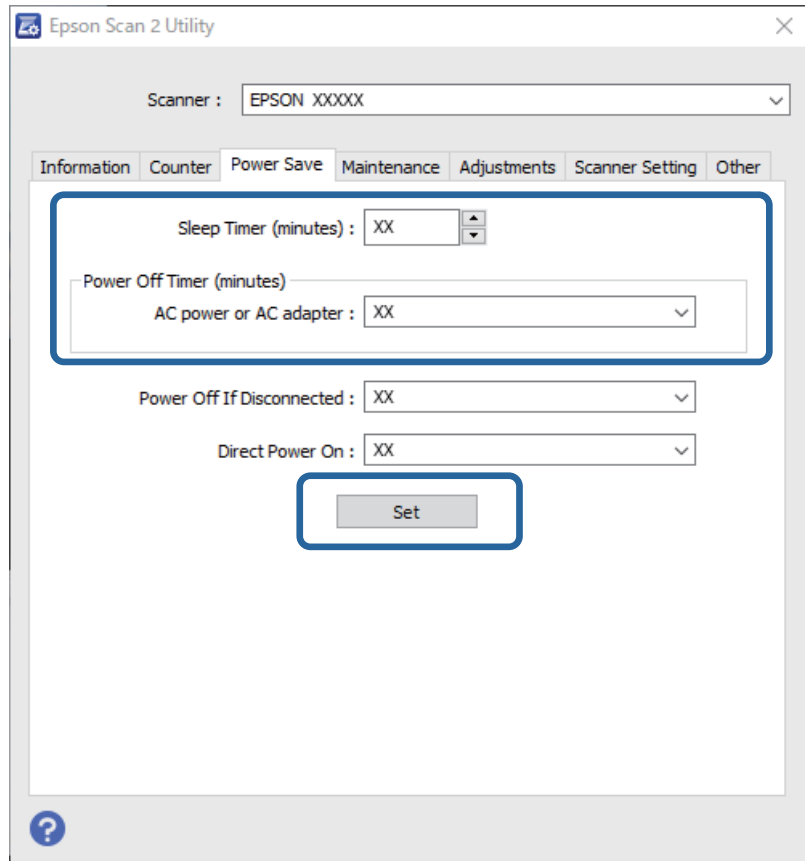 Epson Scan 2 Utility
Scanner : EPSON XXXXX
Information Counter Power Save Maintenance Adjustments Scanner Setting Other
Sleep Timer (minutes) : XX
Power Off Timer (minutes)
AC power or AC adapter : XX
Power Off If Disconnected : XX
Direct Power On : XX
Set
?